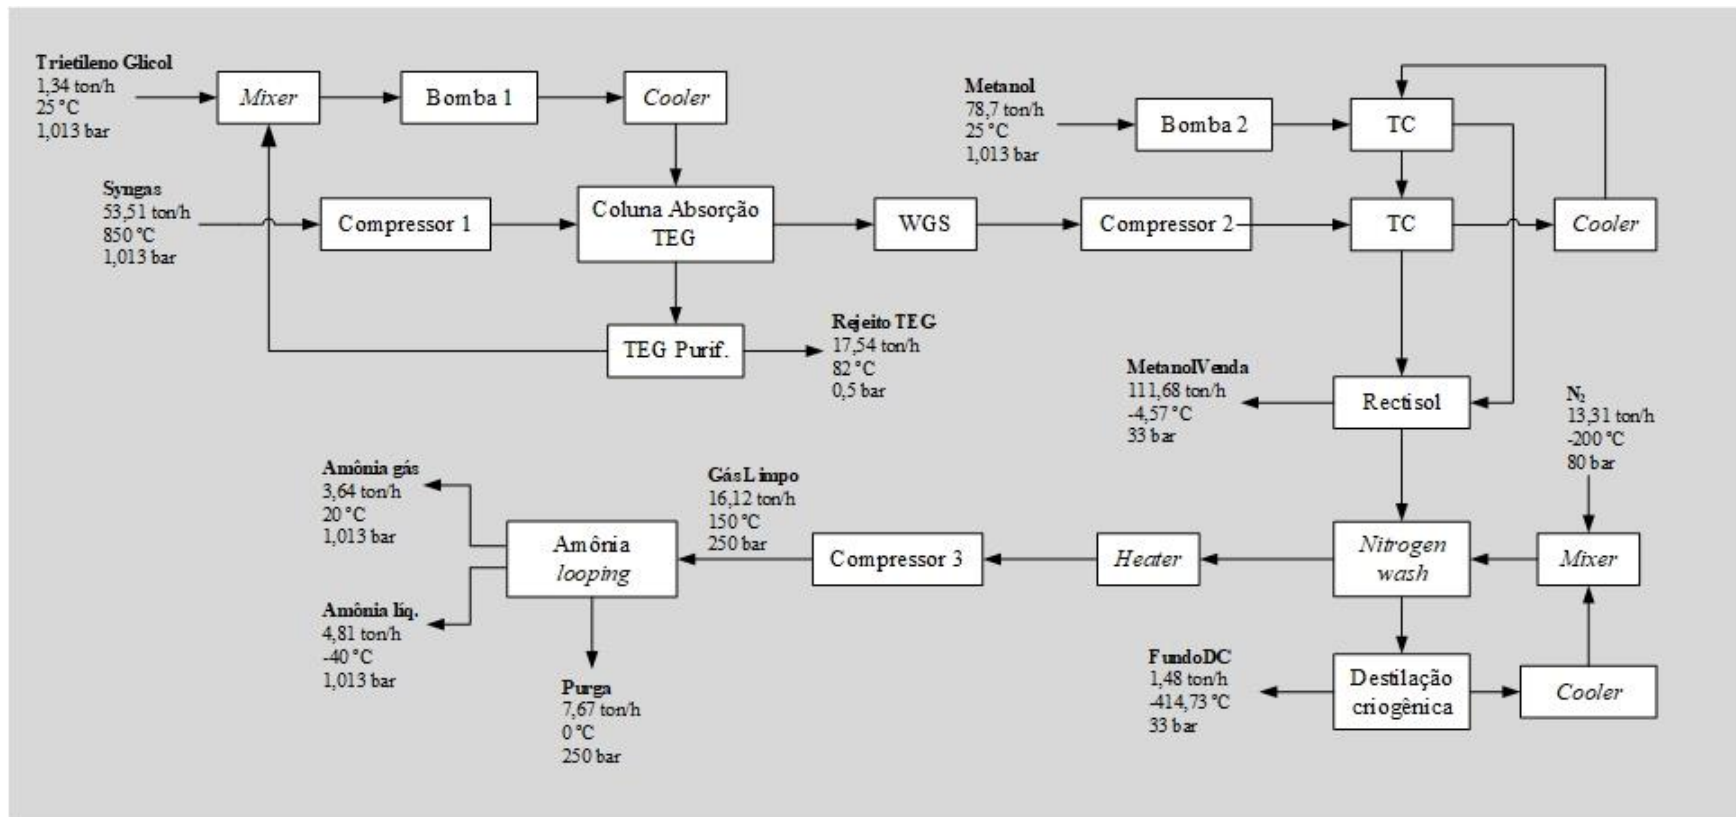 Trietileno Glicol
1,34 ton/h
25 °C
1,013 bar
Mixer
Bomba 1
Cooler
Metanol
78,7 ton/h
25 °C
1,013 bar
Bomba 2
TC
Syngas
53,51 ton/h
850 °C
1,013 bar
Compressor 1
Coluna Absorção
TEG
WGS
Compressor 2
TC
Cooler
TEG Purif.
Rejeito TEG
17,54 ton/h
82 °C
0,5 bar
MetanolVenda
111,68 ton/h
-4,57 °C
33 bar
Rectisol
N₂
13,31 ton/h
-200 °C
80 bar
Amônia gás
3,64 ton/h
20 °C
1,013 bar
Amônia líq.
4,81 ton/h
-40 °C
1,013 bar
Amônia
looping
Purga
7,67 ton/h
0 °C
250 bar
Gás Limpo
16,12 ton/h
150 °C
250 bar
Compressor 3
Heater
Nitrogen
wash
Mixer
FundoDC
1,48 ton/h
-414,73 °C
33 bar
Destilação
criogênica
Cooler